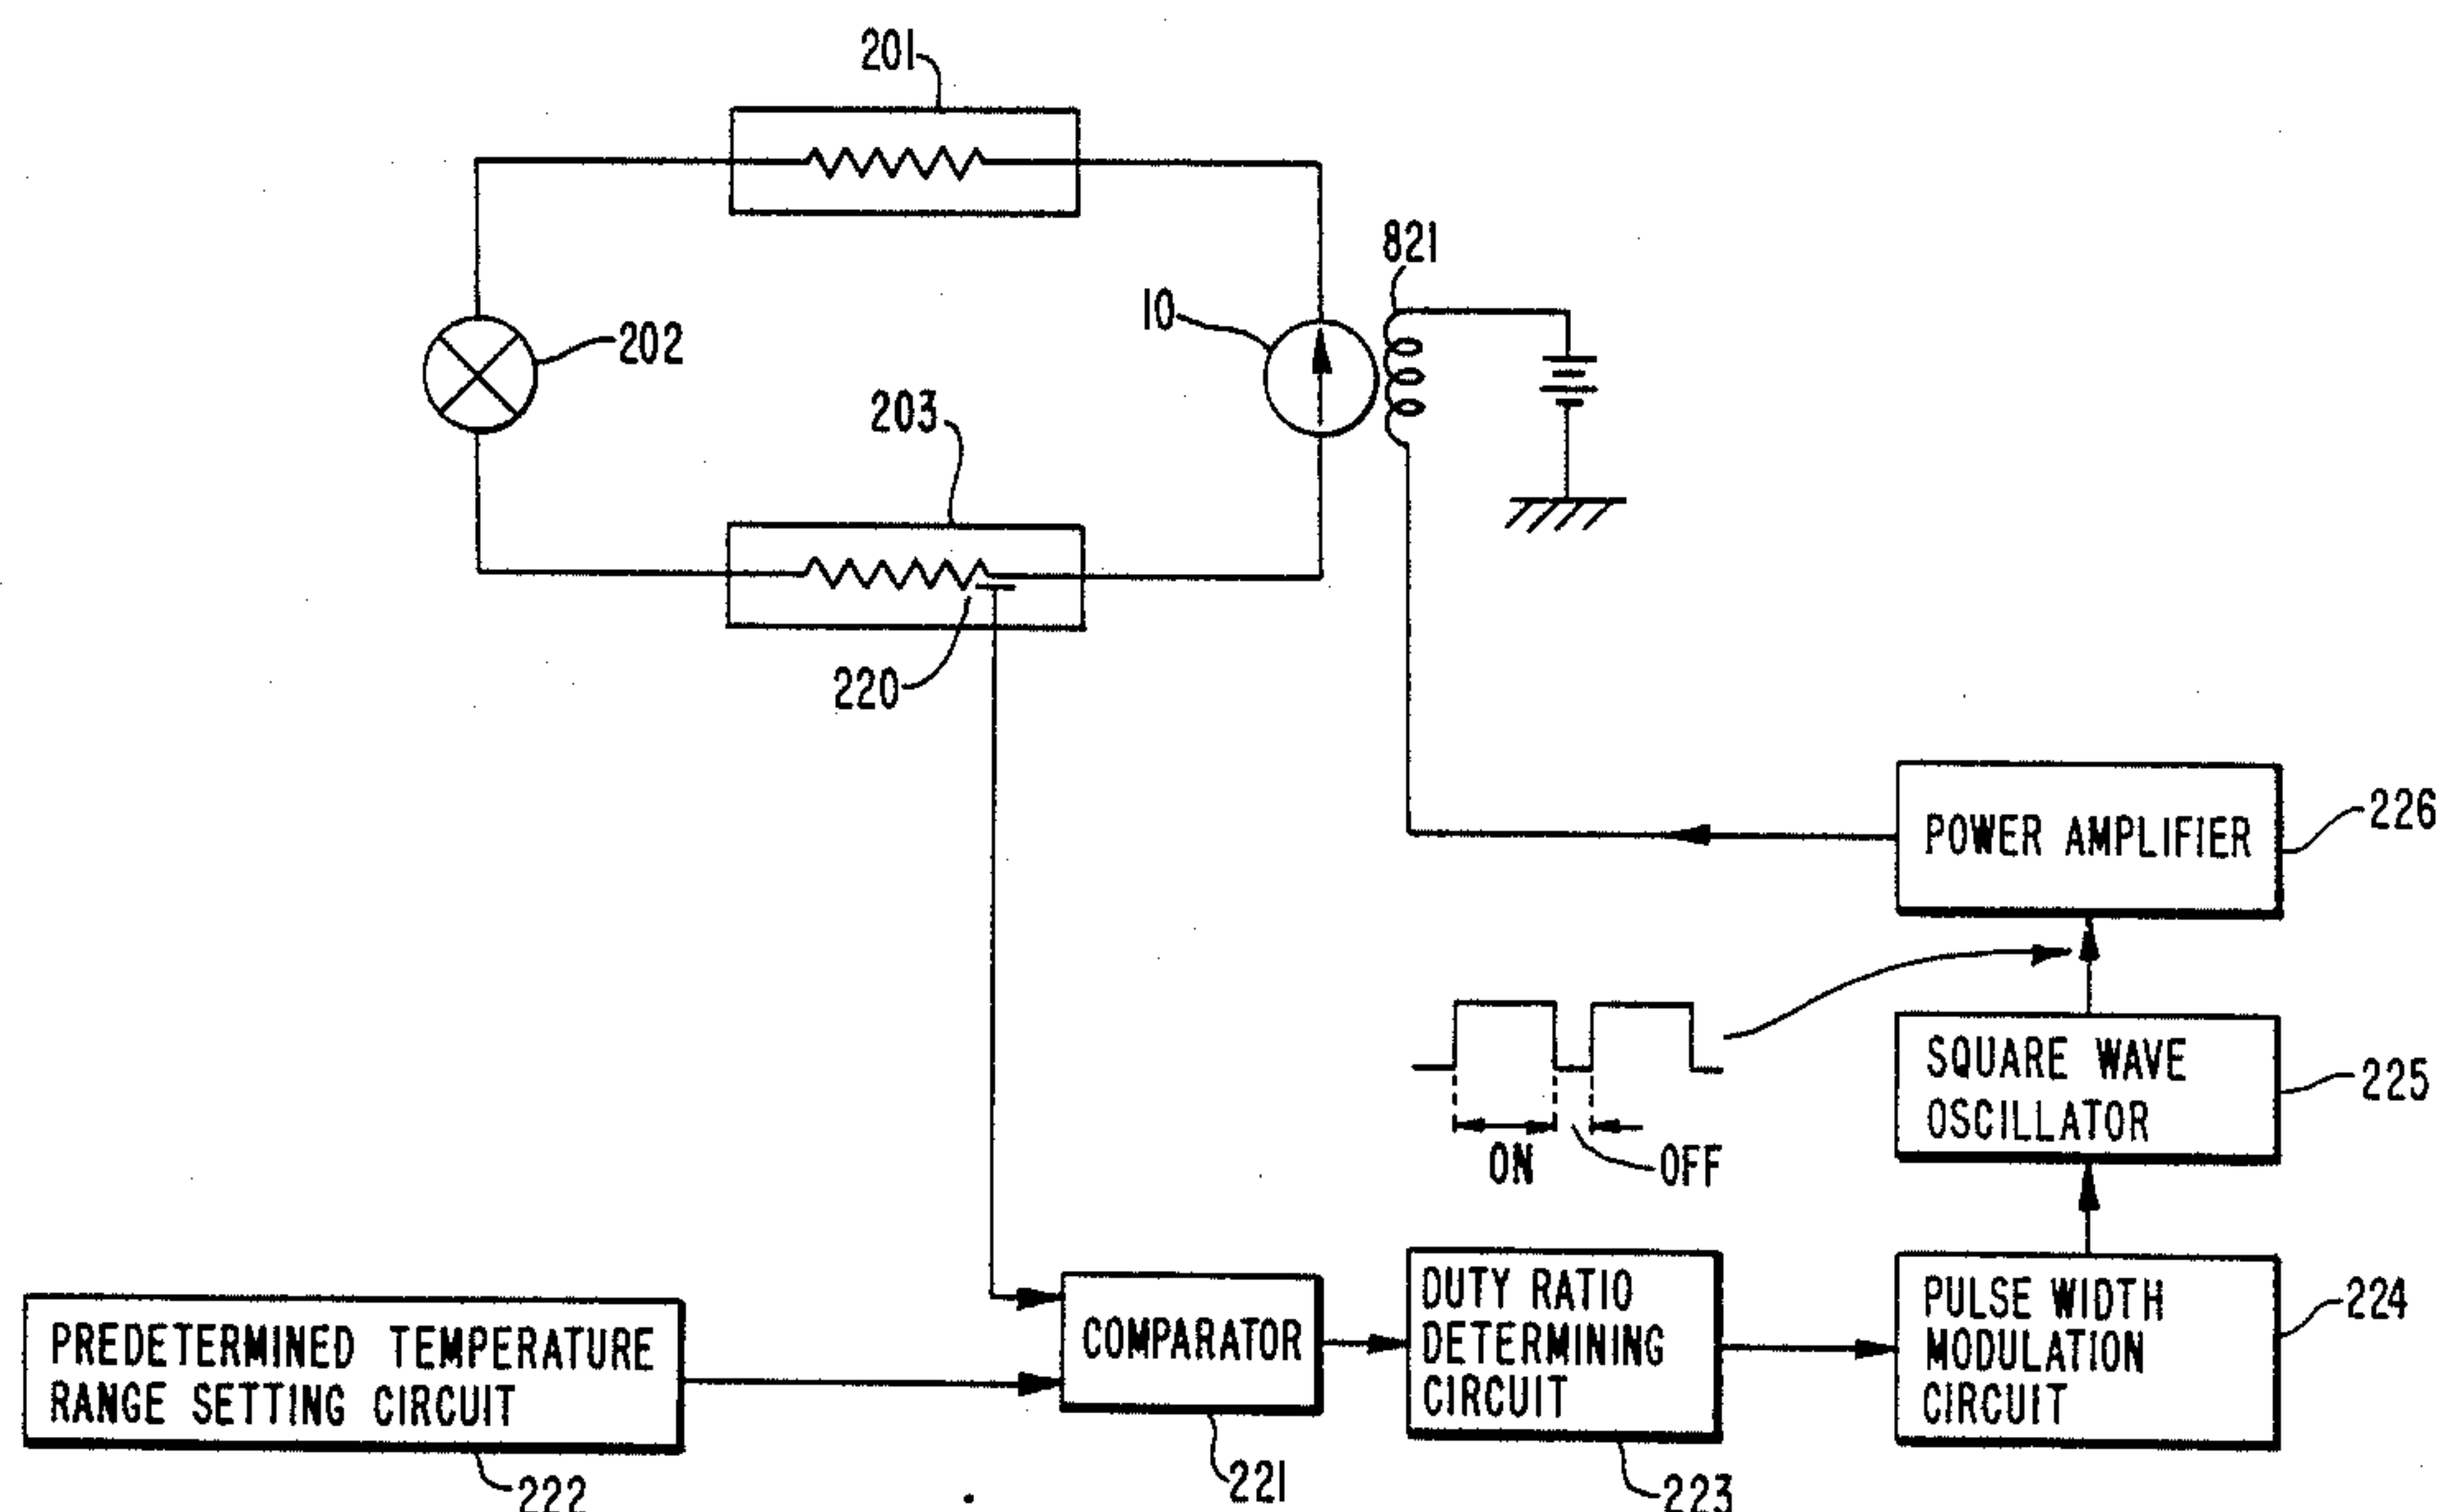 201
821
10
202
203
220
POWER AMPLIFIER
226
SQUARE WAVE
OSCILLATOR
225
ON
OFF
PREDETERMINED TEMPERATURE
RANGE SETTING CIRCUIT
222
COMPARATOR
221
DUTY RATIO
DETERMINING
CIRCUIT
223
PULSE WIDTH
MODULATION
CIRCUIT
224